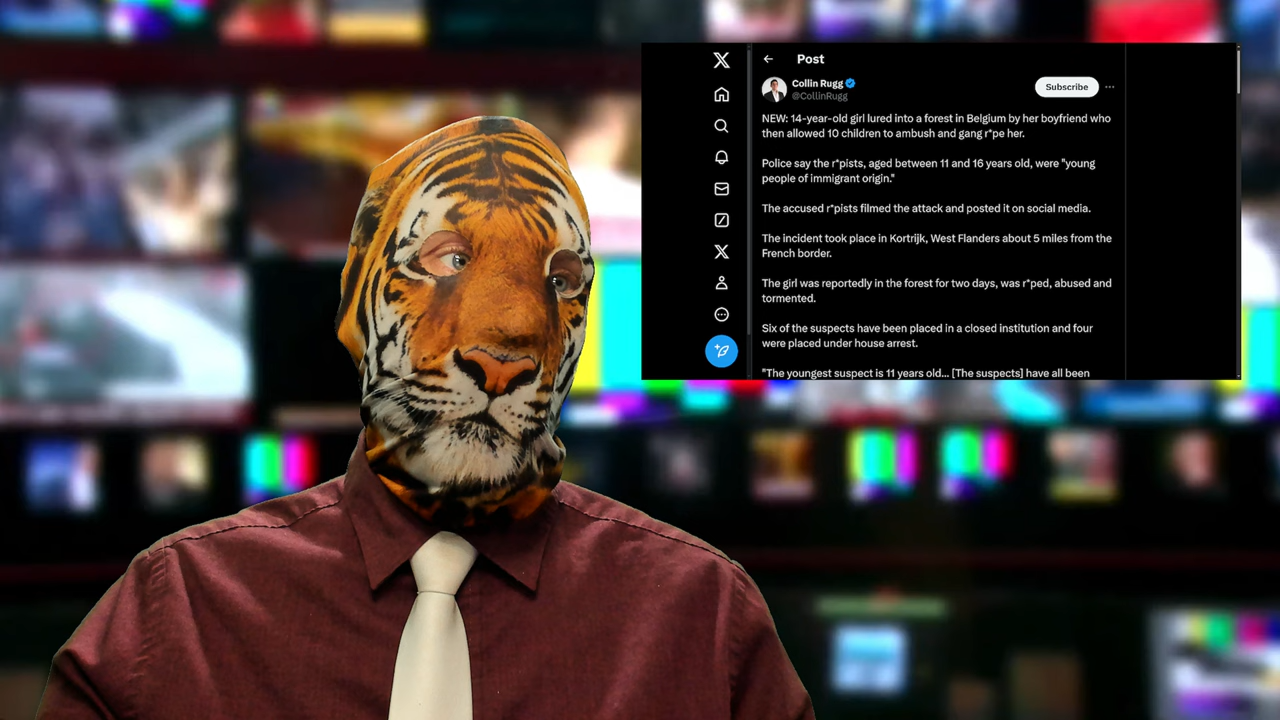 Post
Collin Rugg
@CollinRugg
Subscribe
NEW: 14-year-old girl lured into a forest in Belgium by her boyfriend who
then allowed 10 children to ambush and gang r*pe her.
Police say the r*pists, aged between 11 and 16 years old, were "young
people of immigrant origin."
The accused r*pists filmed the attack and posted it on social media.
The incident took place in Kortrijk, West Flanders about 5 miles from the
French border.
The girl was reportedly in the forest for two days, was r*ped, abused and
tormented.
Six of the suspects have been placed in a closed institution and four
were placed under house arrest.
"The youngest suspect is 11 years old... [The suspects] have all been